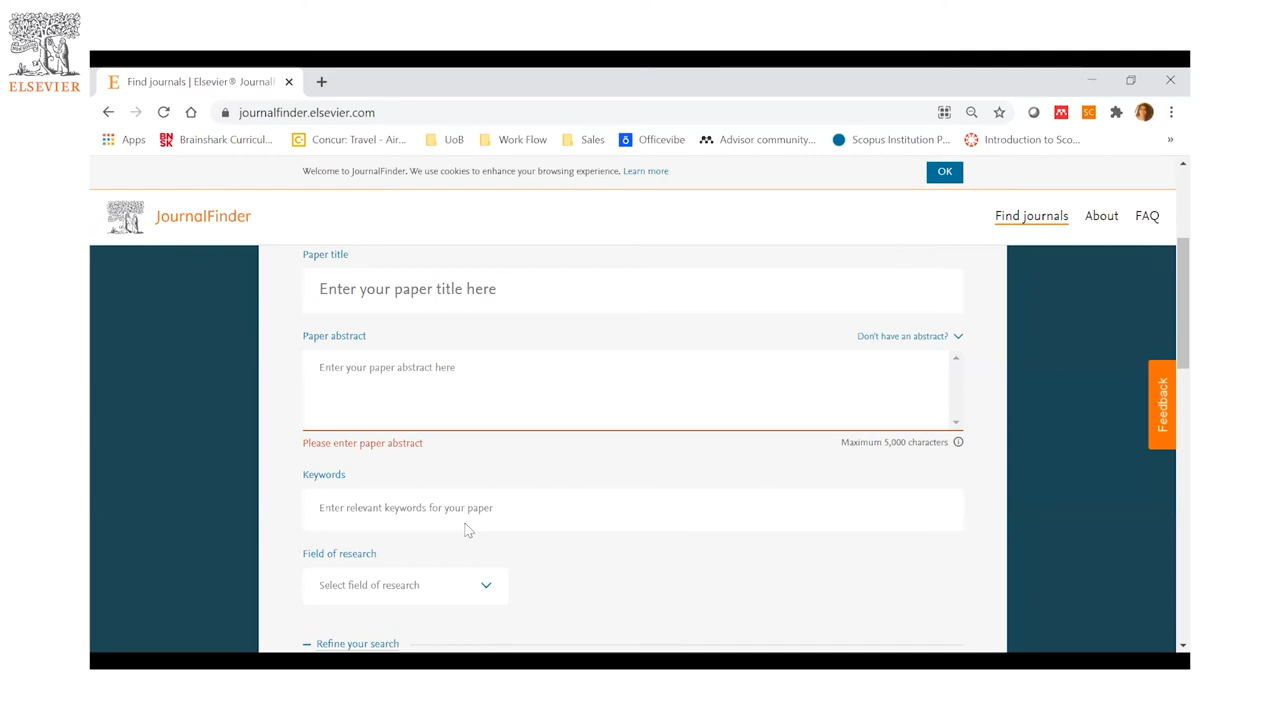 ELSEVIER
E Find journals | Elsevier® Journal
journalfinder.elsevier.com
Apps
BN SK Brainshark Curricul...
C Concur: Travel - Air...
UoB
Work Flow
Sales
Officevibe
Advisor community...
Scopus Institution P...
Introduction to Sco...
»
SC
Welcome to JournalFinder. We use cookies to enhance your browsing experience. Learn more
OK
JournalFinder
Find journals
About
FAQ
Paper title
Enter your paper title here
Paper abstract
Don't have an abstract?
Enter your paper abstract here
Please enter paper abstract
Maximum 5,000 characters
Keywords
Enter relevant keywords for your paper
Field of research
Select field of research
Refine your search
Feedback